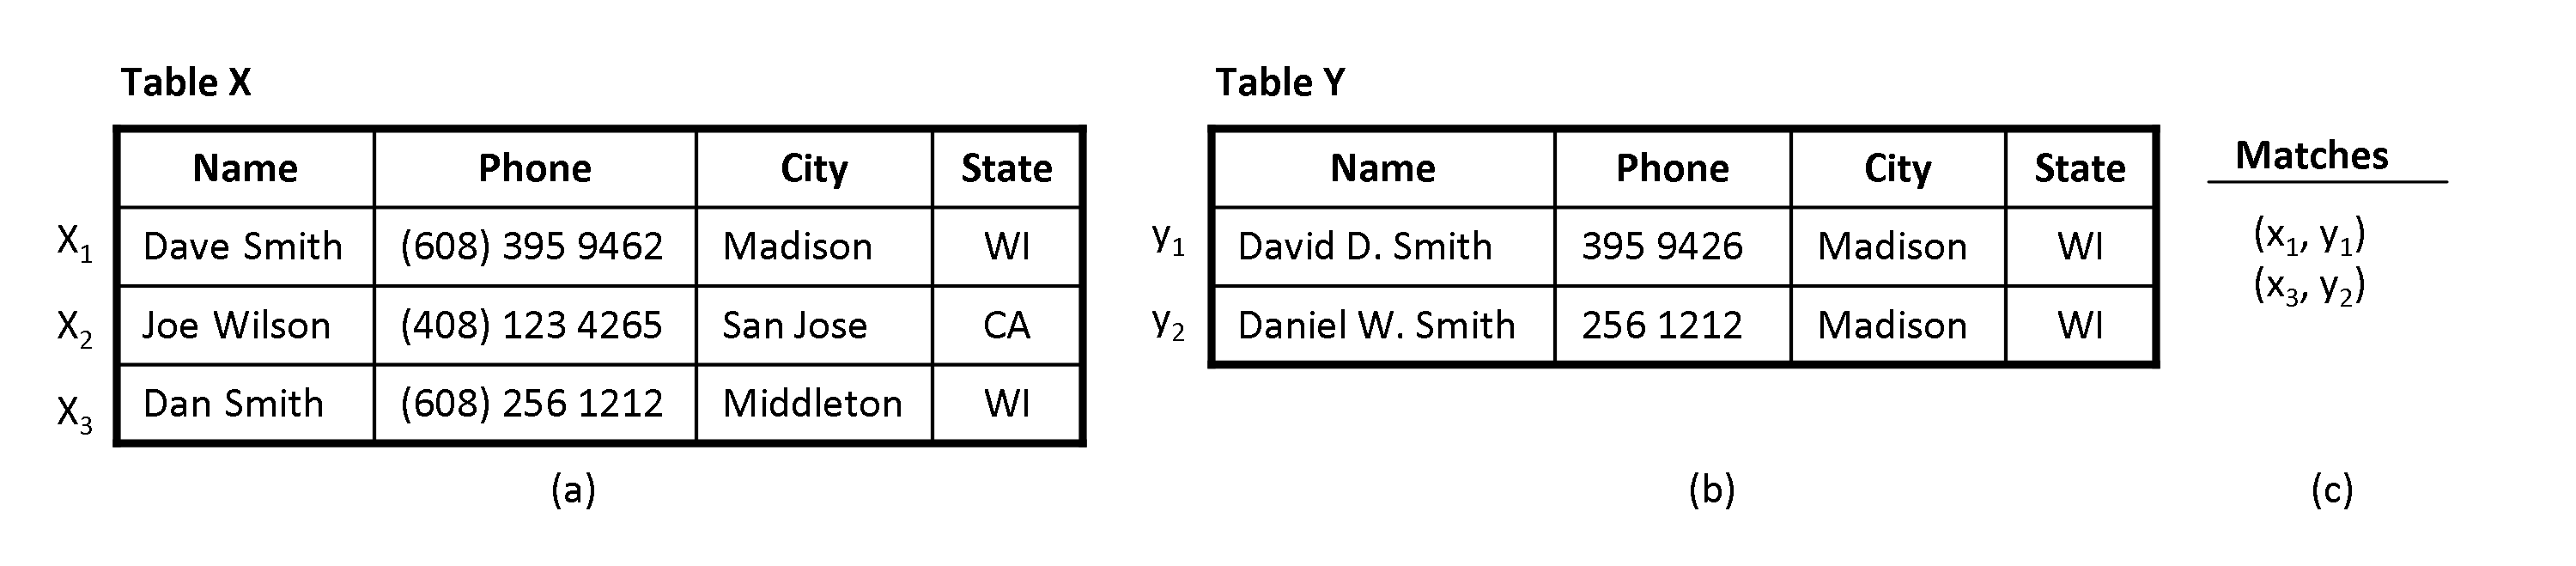 Table X
Name Phone City State
X1 Dave Smith (608) 395 9462 Madison WI
X2 Joe Wilson (408) 123 4265 San Jose CA
X3 Dan Smith (608) 256 1212 Middleton WI
(a)
Table Y
Name Phone City State
y1 David D. Smith 395 9426 Madison WI
y2 Daniel W. Smith 256 1212 Madison WI
(b)
Matches
(x1, y1)
(x3, y2)
(c)